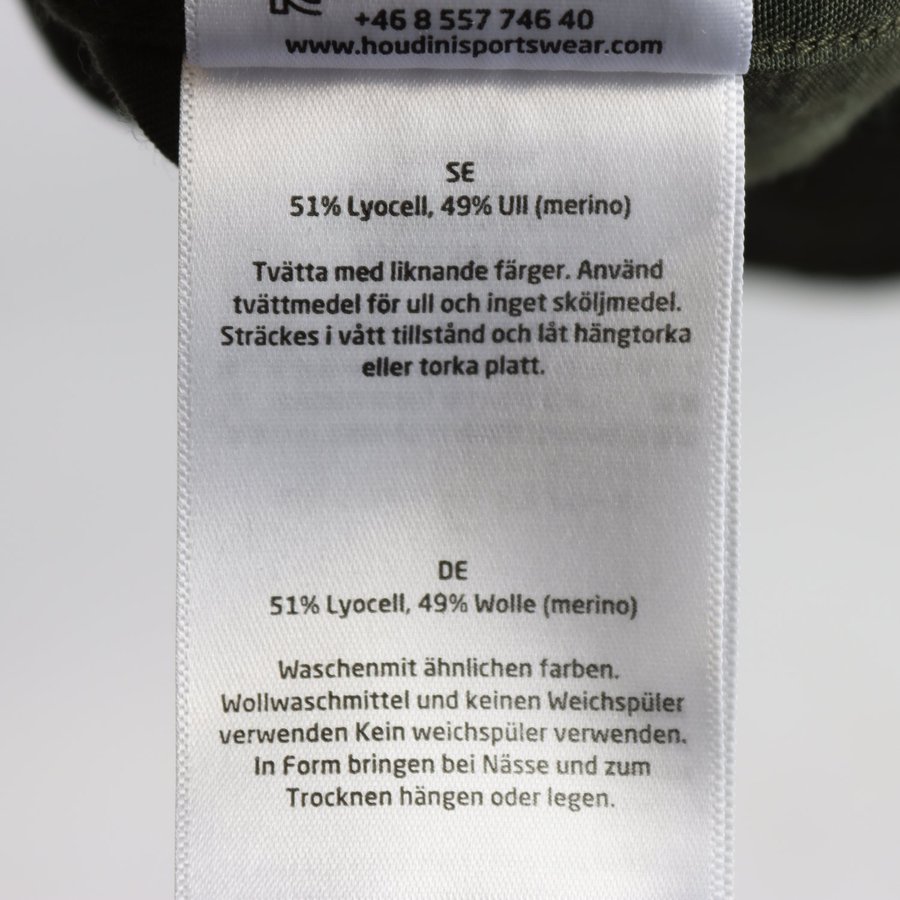 +46 8 557 746 40
www.houdinisportswear.com
SE
51% Lyocell, 49% Ull (merino)
Tvätta med liknande färger. Använd
tvättmedel för ull och inget sköljmedel.
Sträckes i vått tillstånd och låt hängtorka
eller torka platt.
DE
51% Lyocell, 49% Wolle (merino)
Waschenmit ähnlichen farben.
Wollwaschmittel und keinen Weichspüler
verwenden Kein weichspüler verwenden.
In Form bringen bei Nässe und zum
Trocknen hängen oder legen.